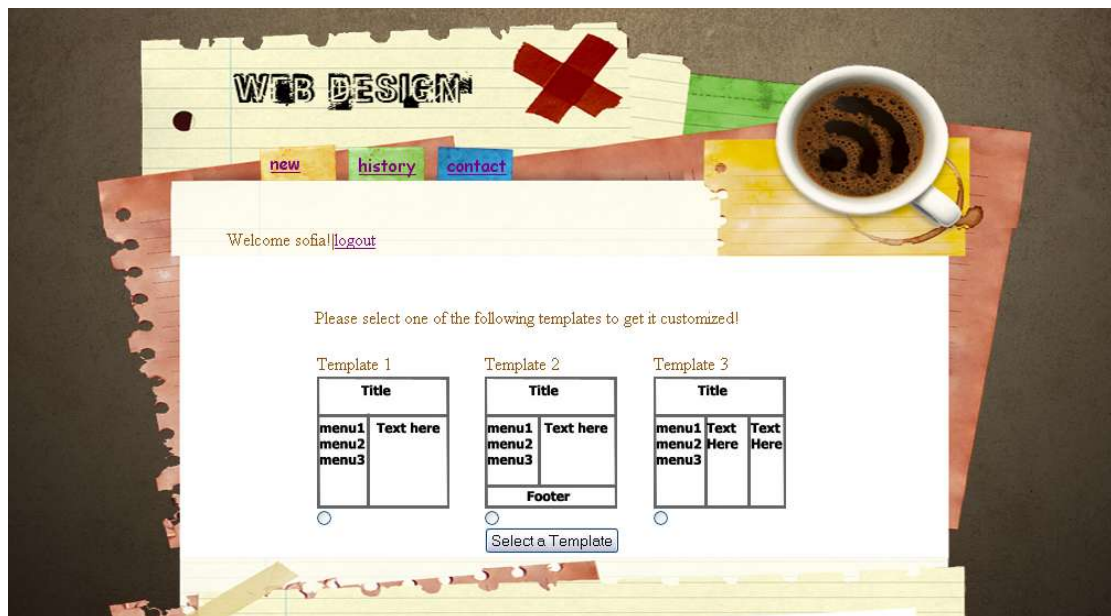 WEB DESIGN
new history contact
Welcome sofia!|logout
Please select one of the following templates to get it customized!
Template 1 Template 2 Template 3
Title Title Title
menu1 Text here menu1 Text here menu1 Text Text
menu2 menu2 menu2 Here Here
menu3 menu3 menu3
Footer
Select a Template